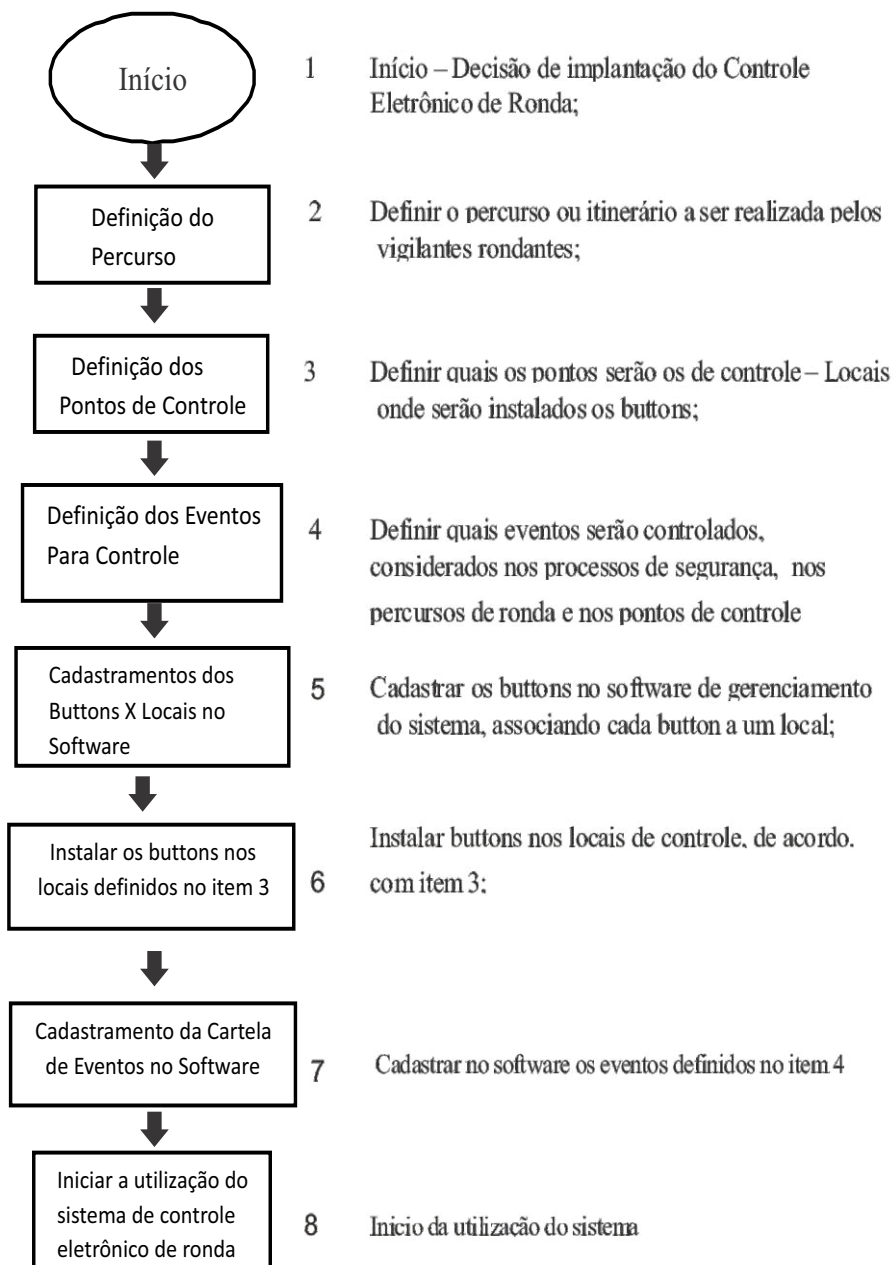 Início
1 Início – Decisão de implantação do Controle
Eletrônico de Ronda;
Definição do
Percurso
2 Definir o percurso ou itinerário a ser realizada pelos
vigilantes rondantes;
Definição dos
Pontos de Controle
3 Definir quais os pontos serão os de controle – Locais
onde serão instalados os buttons;
Definição dos Eventos
Para Controle
4 Definir quais eventos serão controlados,
considerados nos processos de segurança, nos
percursos de ronda e nos pontos de controle
Cadastramentos dos
Buttons X Locais no
Software
5 Cadastrar os buttons no software de gerenciamento
do sistema, associando cada button a um local;
Instalar os buttons nos
locais definidos no item 3
6 Instalar buttons nos locais de controle, de acordo.
com item 3;
Cadastramento da Cartela
de Eventos no Software
7 Cadastrar no software os eventos definidos no item 4
Iniciar a utilização do
sistema de controle
eletrônico de ronda
8 Inicio da utilização do sistema